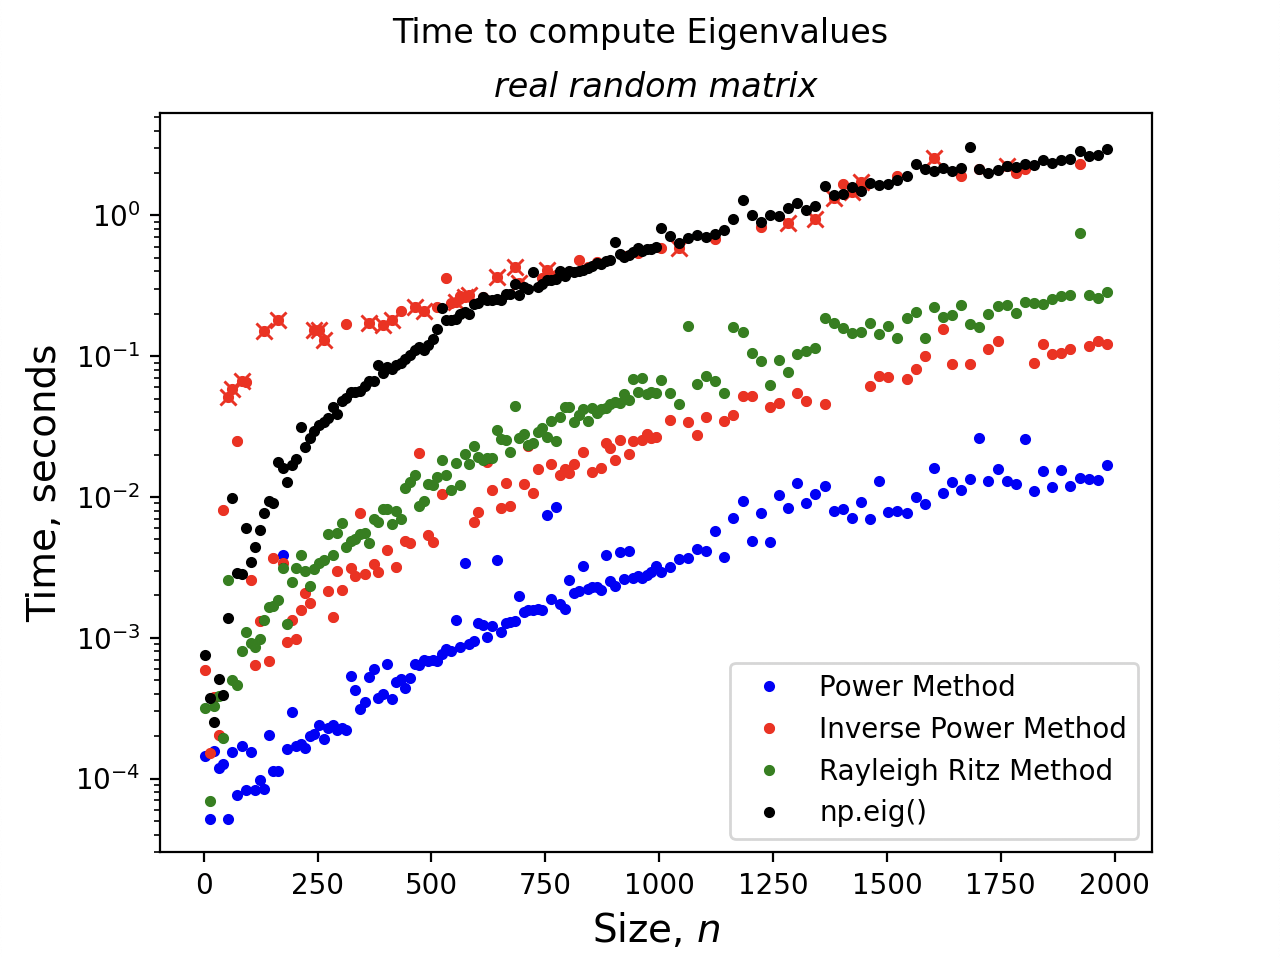 Time to compute Eigenvalues
real random matrix
Time, seconds
10⁰
10⁻¹
10⁻²
10⁻³
10⁻⁴
Power Method
Inverse Power Method
Rayleigh Ritz Method
np.eig()
0 250 500 750 1000 1250 1500 1750 2000
Size, n